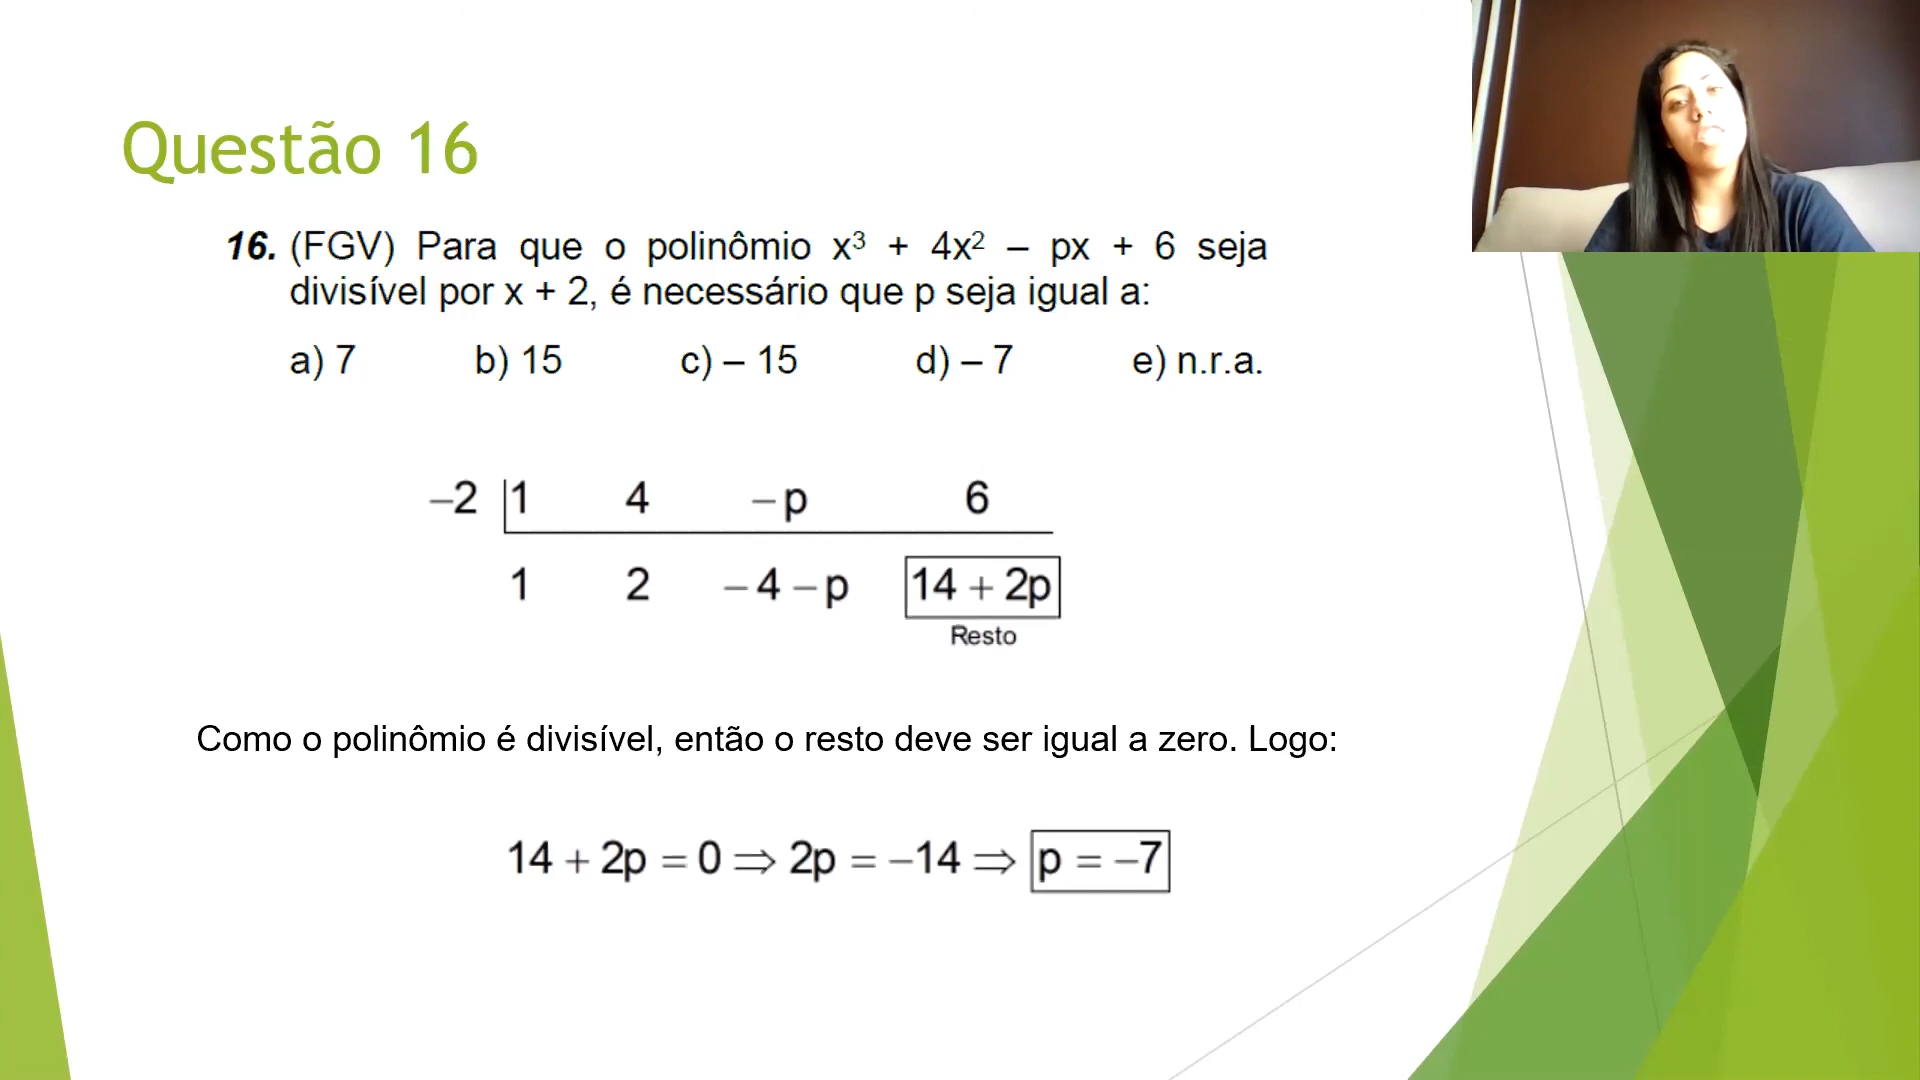 Questão 16
16. (FGV) Para que o polinômio x³ + 4x² – px + 6 seja
divisível por x + 2, é necessário que p seja igual a:
a) 7 b) 15 c) – 15 d) – 7 e) n.r.a.
–2 |1 4 –p 6
1 2 –4–p 14 + 2p
Resto
Como o polinômio é divisível, então o resto deve ser igual a zero. Logo:
14 + 2p = 0 ⇒ 2p = –14 ⇒ p = –7